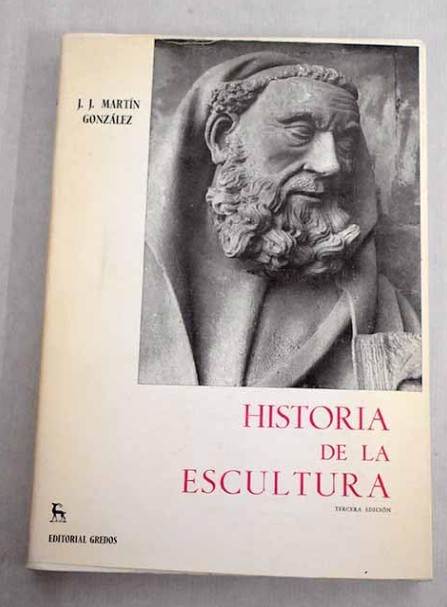 J. J. MARTÍN
GONZÁLEZ
HISTORIA
DE LA
ESCULTURA
TERCERA EDICIÓN
EDITORIAL GREDOS